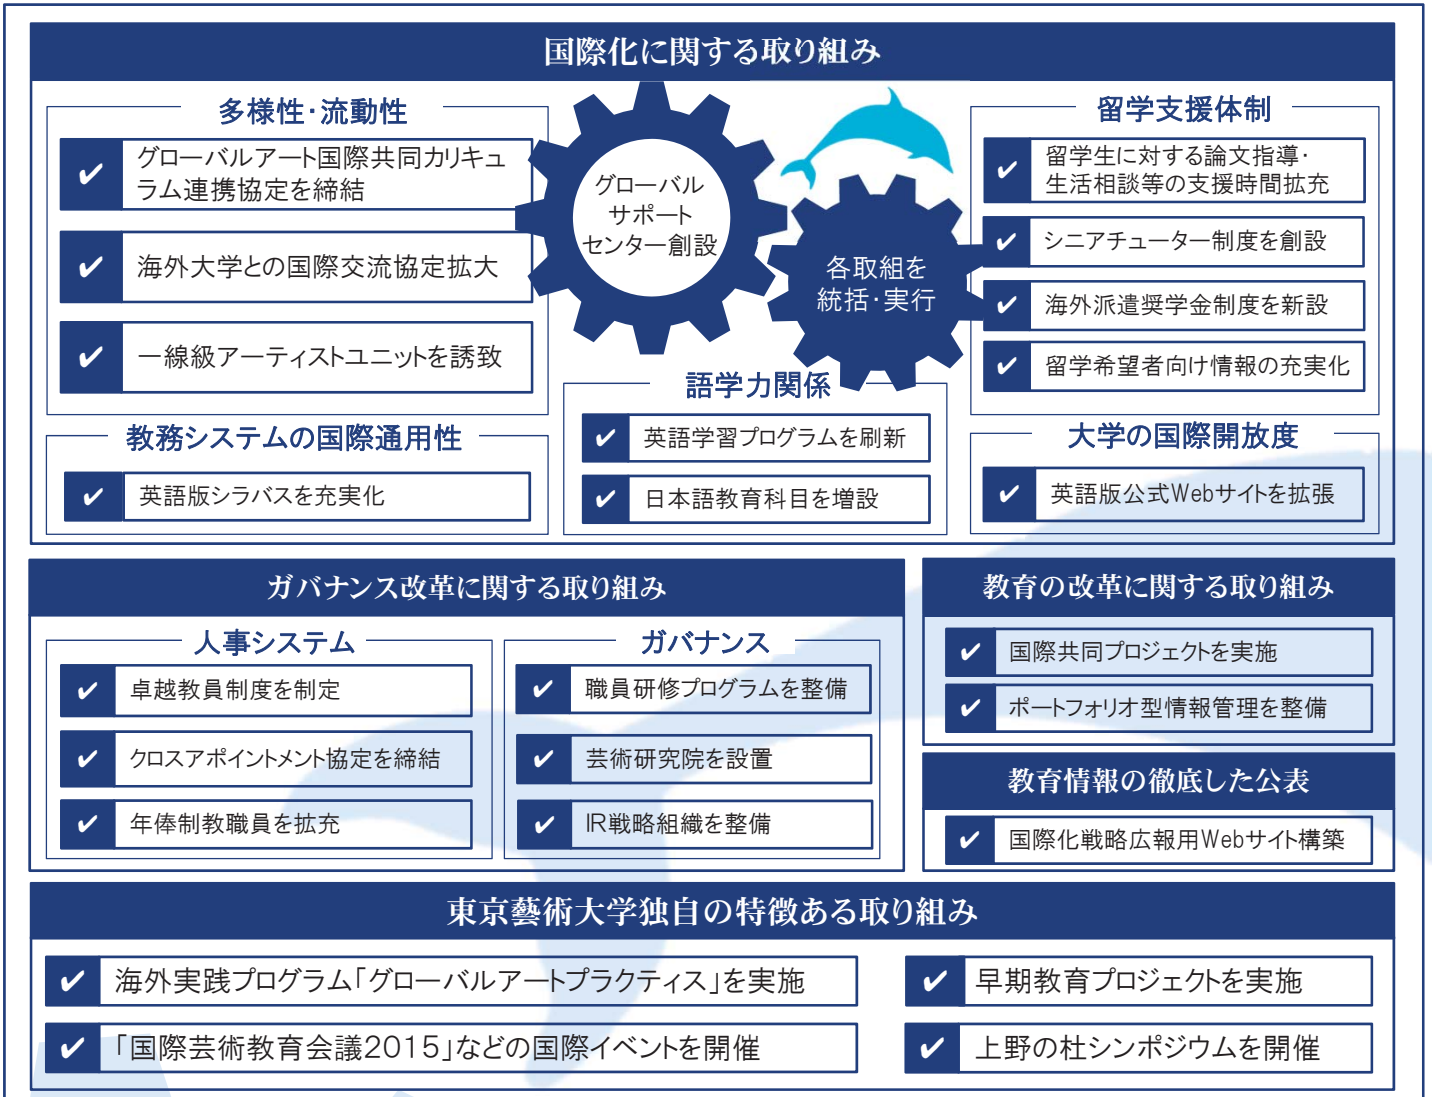 国際化に関する取り組み
多様性・流動性
グローバルアート国際共同カリキュ
ラム連携協定を締結
海外大学との国際交流協定拡大
一線級アーティストユニットを誘致
教務システムの国際通用性
英語版シラバスを充実化
グローバル
サポート
センター創設
各取組を
統括・実行
語学力関係
英語学習プログラムを刷新
日本語教育科目を増設
留学支援体制
留学生に対する論文指導・
生活相談等の支援時間拡充
シニアチューター制度を創設
海外派遣奨学金制度を新設
留学希望者向け情報の充実化
大学の国際開放度
英語版公式Webサイトを拡張
ガバナンス改革に関する取り組み
人事システム
卓越教員制度を制定
クロスアポイントメント協定を締結
年俸制教職員を拡充
ガバナンス
職員研修プログラムを整備
芸術研究院を設置
IR戦略組織を整備
教育の改革に関する取り組み
国際共同プロジェクトを実施
ポートフォリオ型情報管理を整備
教育情報の徹底した公表
国際化戦略広報用Webサイト構築
東京藝術大学独自の特徴ある取り組み
海外実践プログラム「グローバルアートプラクティス」を実施
早期教育プロジェクトを実施
「国際芸術教育会議2015」などの国際イベントを開催
上野の杜シンポジウムを開催